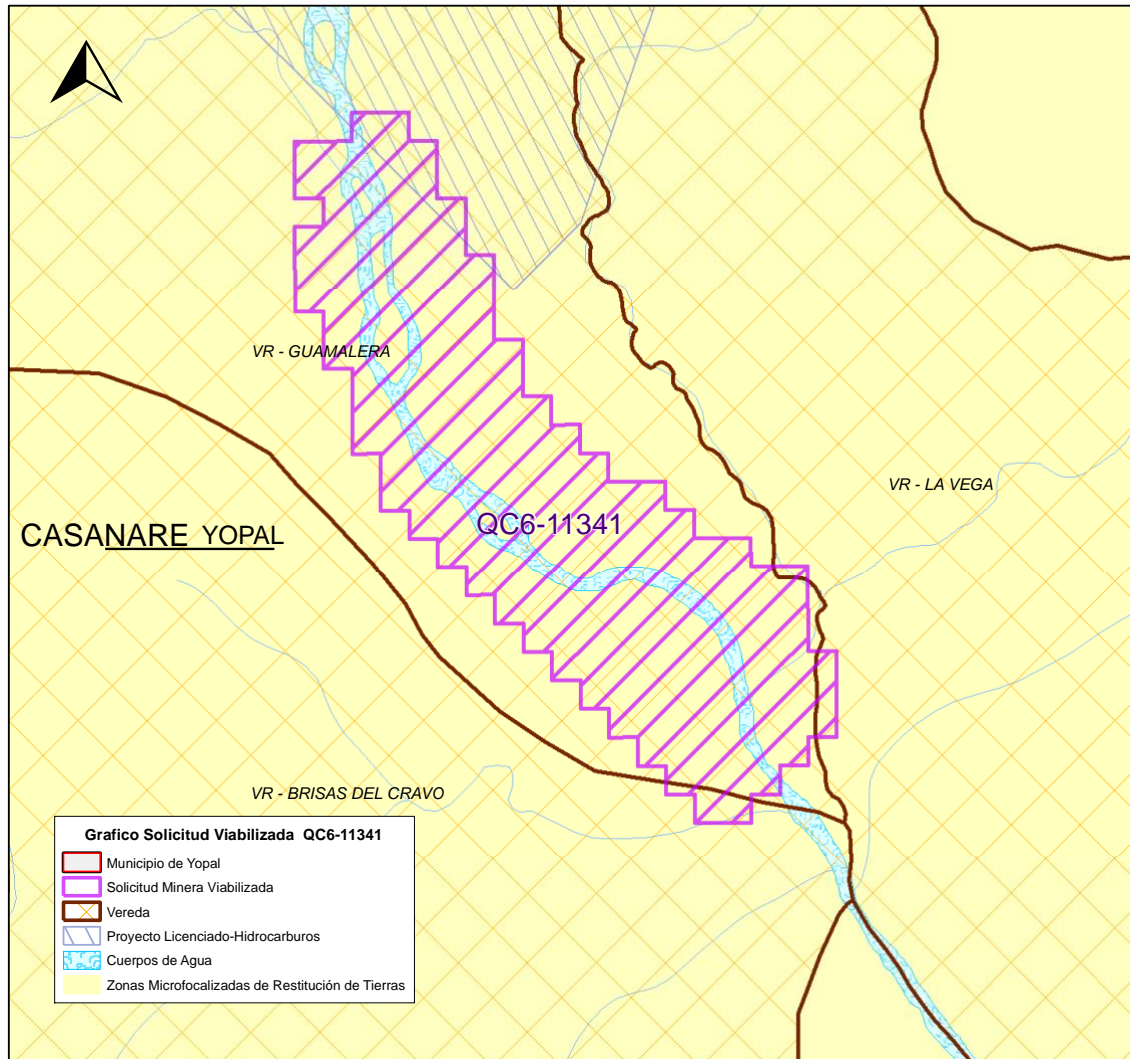 VR - GUAMALERA
VR - LA VEGA
QC6-11341
CASANARE YOPAL
VR - BRISAS DEL CRAVO
Grafico Solicitud Viabilizada QC6-11341
Municipio de Yopal
Solicitud Minera Viabilizada
Vereda
Proyecto Licenciado-Hidrocarburos
Cuerpos de Agua
Zonas Microfocalizadas de Restitución de Tierras